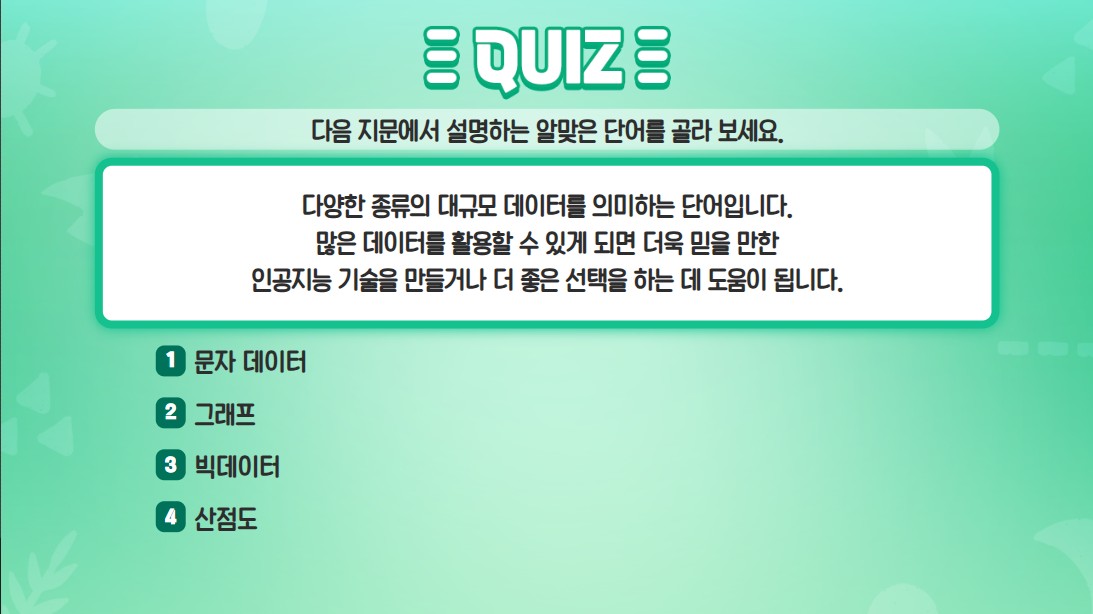 QUIZ
다음 지문에서 설명하는 알맞은 단어를 골라 보세요.
다양한 종류의 대규모 데이터를 의미하는 단어입니다.
많은 데이터를 활용할 수 있게 되면 더욱 믿을 만한
인공지능 기술을 만들거나 더 좋은 선택을 하는 데 도움이 됩니다.
1 문자 데이터
2 그래프
3 빅데이터
4 산점도